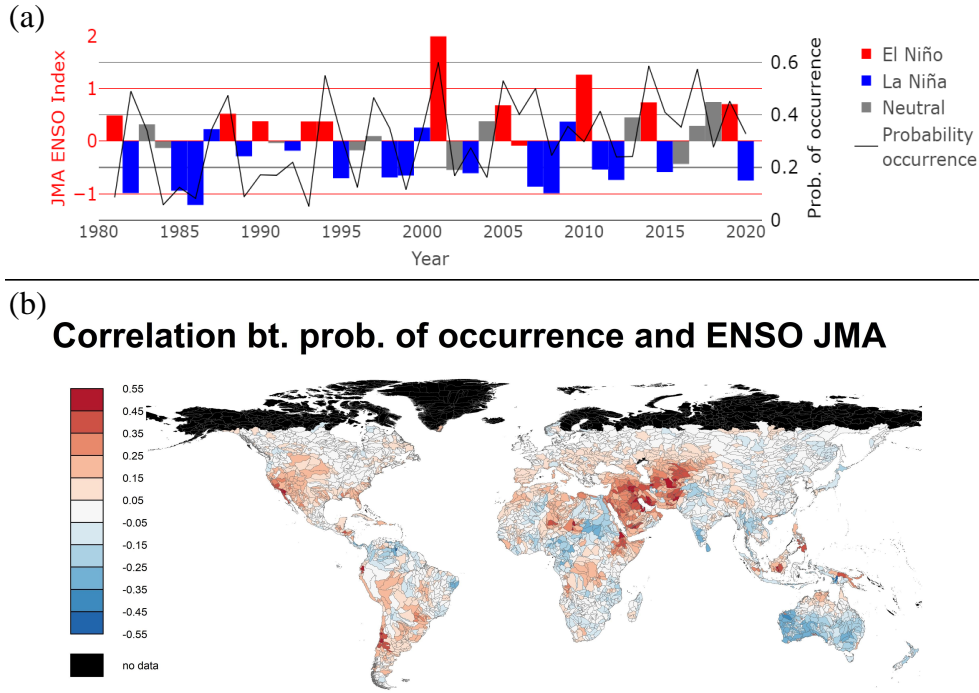 (a)
JMA ENSO Index
2
1
0
−1
0.6
0.4
0.2
0
Prob. of occurrence
1980 1985 1990 1995 2000 2005 2010 2015 2020
Year
El Niño
La Niña
Neutral
Probability
occurrence
(b)
Correlation bt. prob. of occurrence and ENSO JMA
0.55
0.45
0.35
0.25
0.15
0.05
-0.05
-0.15
-0.25
-0.35
-0.45
-0.55
no data